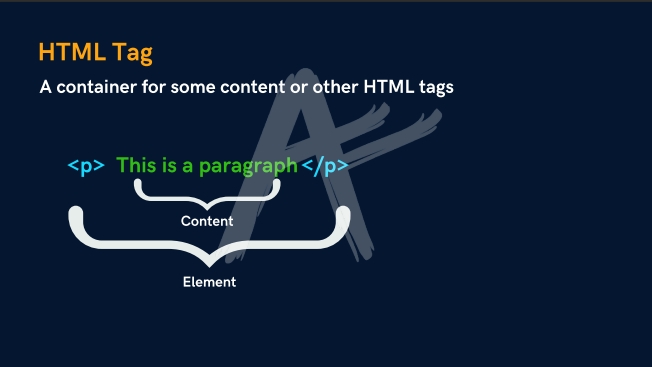 HTML Tag
A container for some content or other HTML tags
<p> This is a paragraph </p>
Content
Element